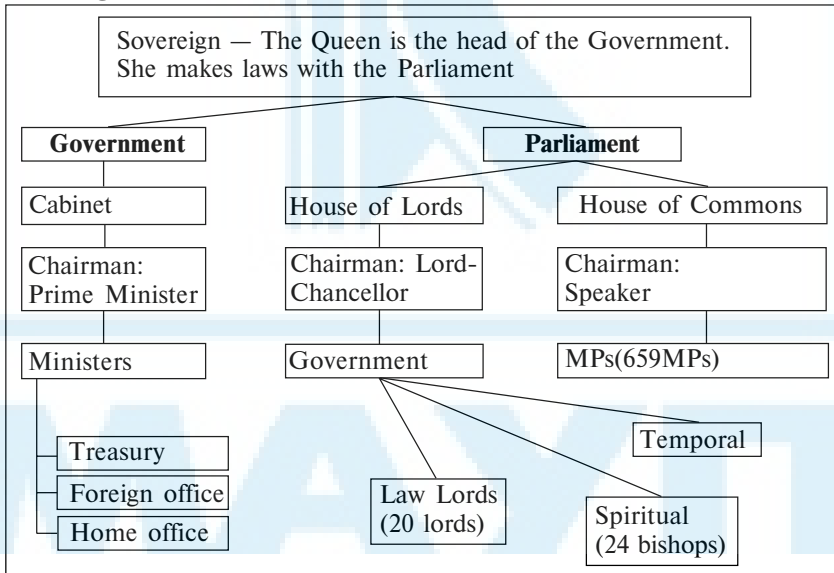 Sovereign — The Queen is the head of the Government.
She makes laws with the Parliament
Government
Parliament
Cabinet
House of Lords
House of Commons
Chairman:
Prime Minister
Chairman: Lord-
Chancellor
Chairman:
Speaker
Ministers
Government
MPs(659MPs)
Treasury
Foreign office
Home office
Law Lords
(20 lords)
Spiritual
(24 bishops)
Temporal